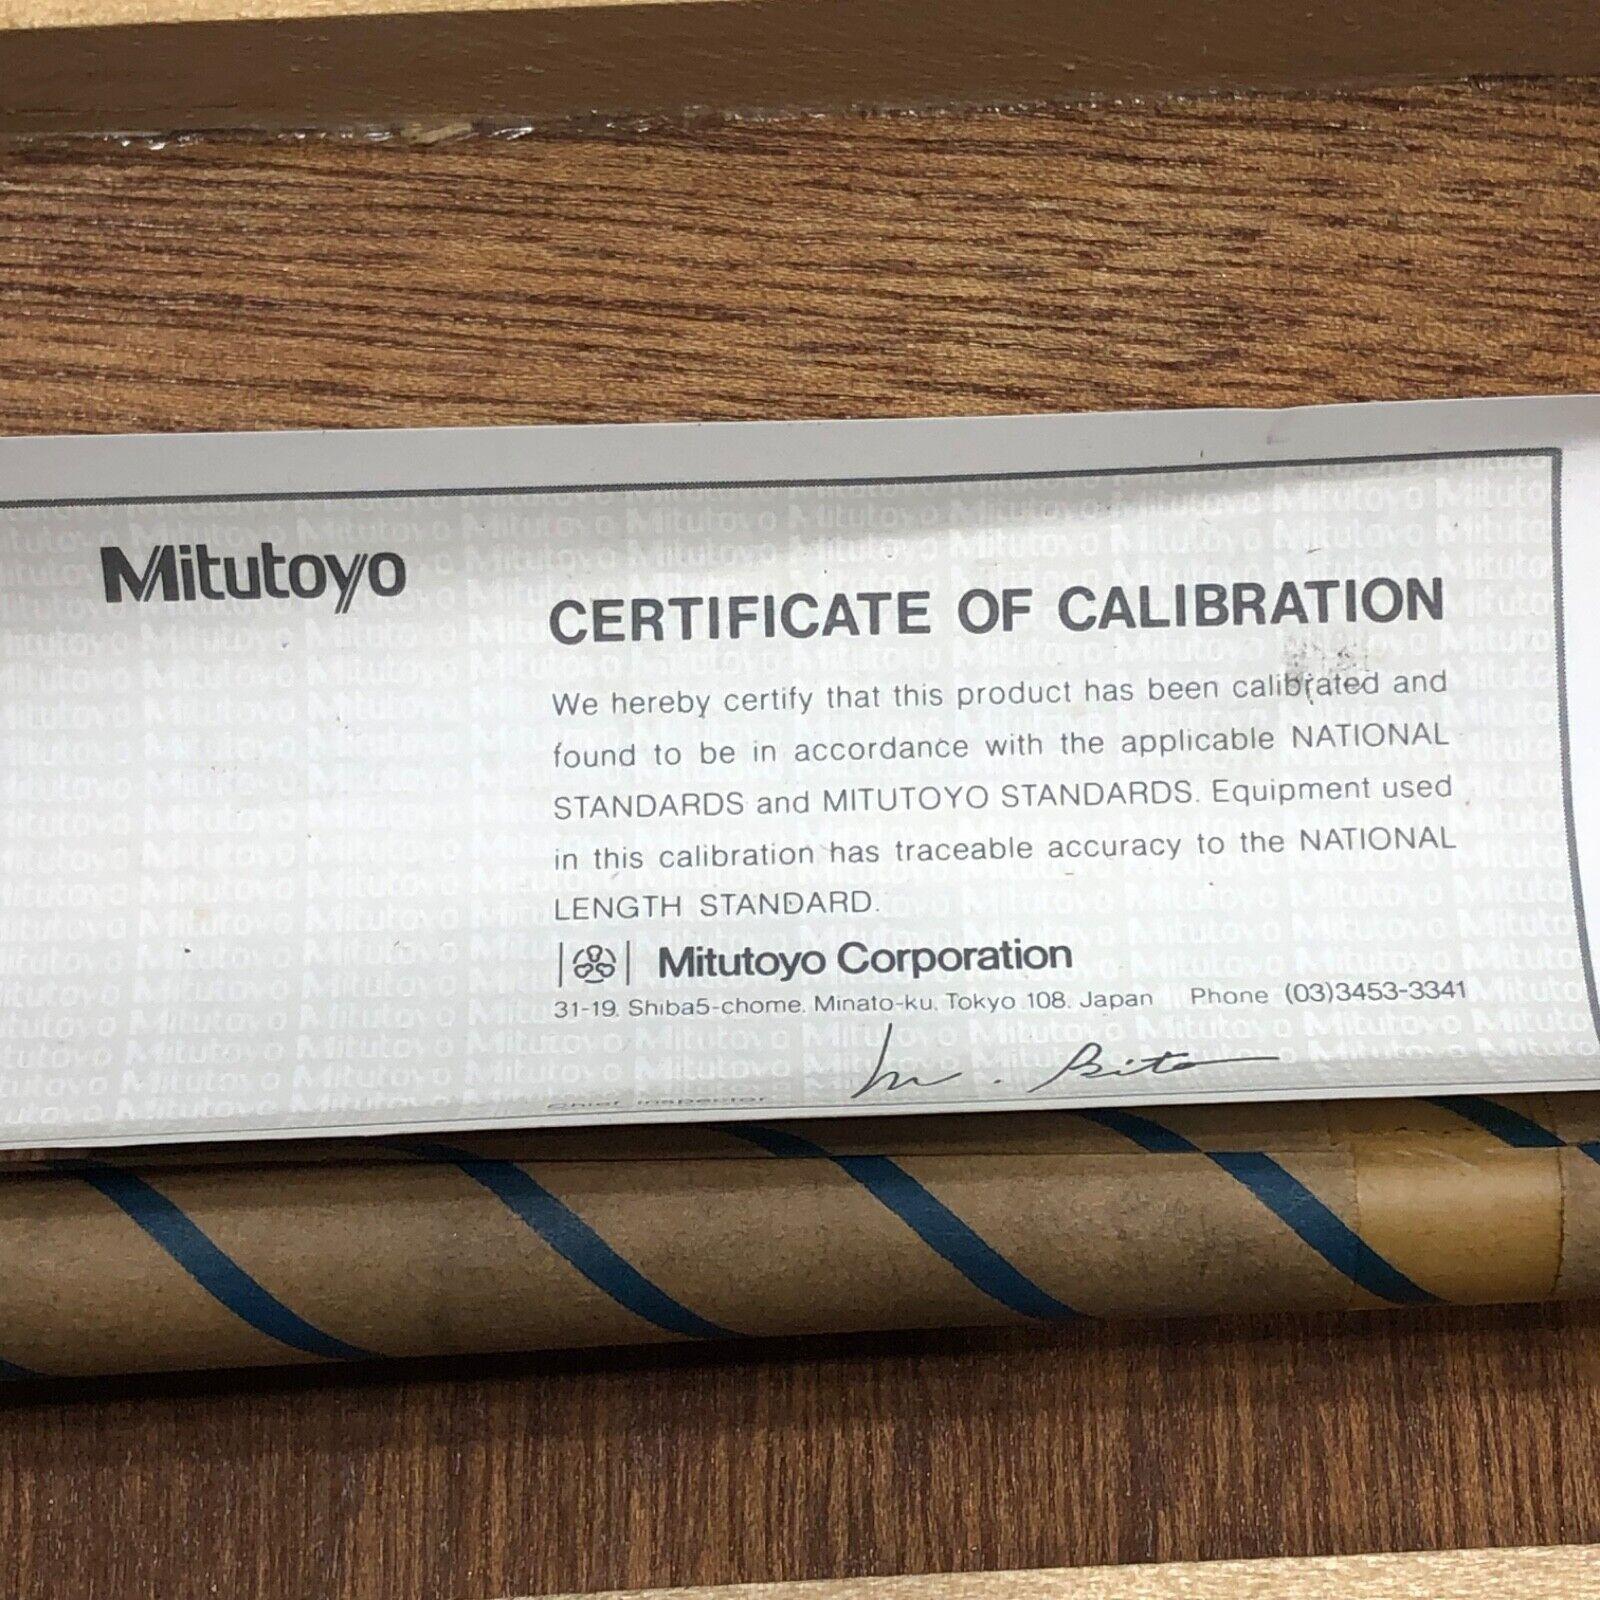 Mitutoyo
CERTIFICATE OF CALIBRATION
We hereby certify that this product has been calibrated and
found to be in accordance with the applicable NATIONAL
STANDARDS and MITUTOYO STANDARDS. Equipment used
in this calibration has traceable accuracy to the NATIONAL
LENGTH STANDARD.
Mitutoyo Corporation
31-19, Shiba5-chome, Minato-ku, Tokyo 108, Japan Phone (03)3453-3341
Chief Inspector